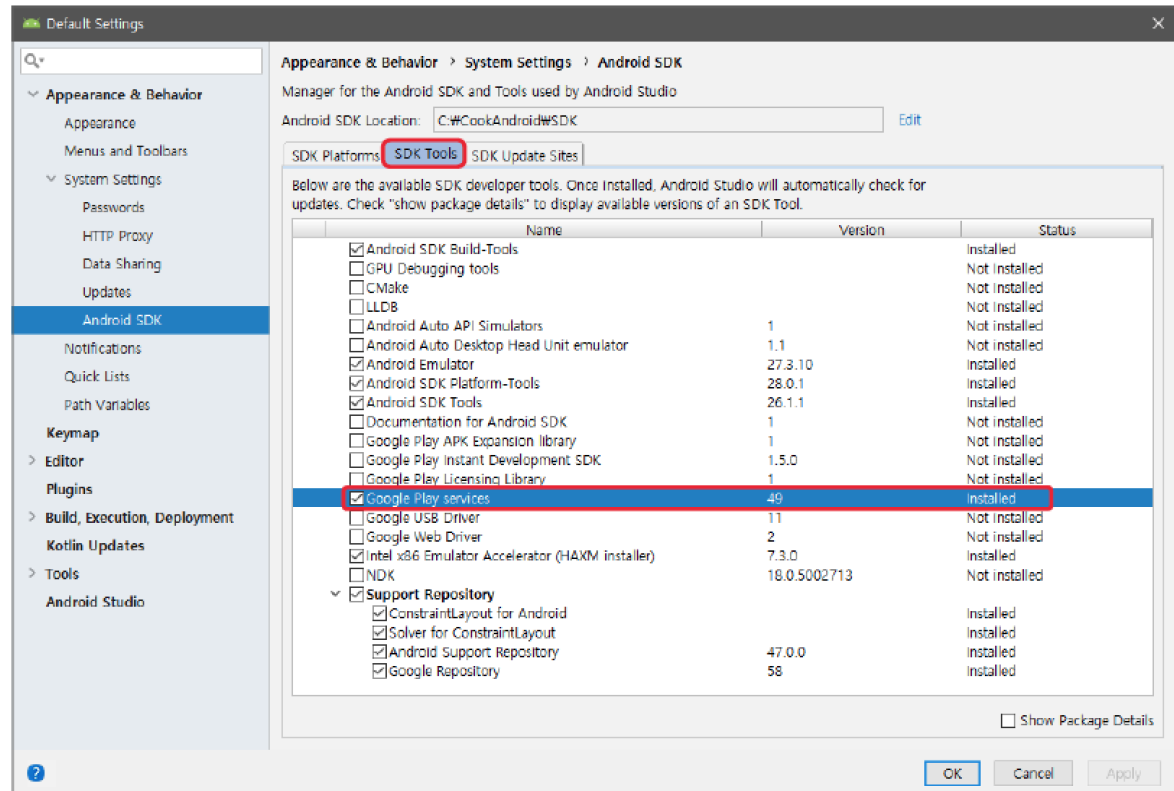 Default Settings
Appearance & Behavior
Appearance
Menus and Toolbars
System Settings
Passwords
HTTP Proxy
Data Sharing
Updates
Android SDK
Notifications
Quick Lists
Path Variables
Keymap
Editor
Plugins
Build, Execution, Deployment
Kotlin Updates
Tools
Android Studio
Appearance & Behavior > System Settings > Android SDK
Manager for the Android SDK and Tools used by Android Studio
Android SDK Location: C:₩CookAndroid₩SDK Edit
SDK Platforms SDK Tools SDK Update Sites
Below are the available SDK developer tools. Once installed, Android Studio will automatically check for
updates. Check "show package details" to display available versions of an SDK Tool.
Name Version Status
Android SDK Build-Tools Installed
GPU Debugging tools Not Installed
CMake Not Installed
LLDB Not Installed
Android Auto API Simulators 1 Not installed
Android Auto Desktop Head Unit emulator 1.1 Not installed
Android Emulator 27.3.10 Installed
Android SDK Platform-Tools 28.0.1 Installed
Android SDK Tools 26.1.1 Installed
Documentation for Android SDK 1 Not installed
Google Play APK Expansion library 1 Not installed
Google Play Instant Development SDK 1.5.0 Not installed
Google Play Licensing Library 1 Not installed
Google Play services 49 Installed
Google USB Driver 11 Not installed
Google Web Driver 2 Not installed
Intel x86 Emulator Accelerator (HAXM installer) 7.3.0 Installed
NDK 18.0.5002713 Not installed
Support Repository
ConstraintLayout for Android Installed
Solver for ConstraintLayout Installed
Android Support Repository 47.0.0 Installed
Google Repository 58 Installed
Show Package Details
? OK Cancel Apply